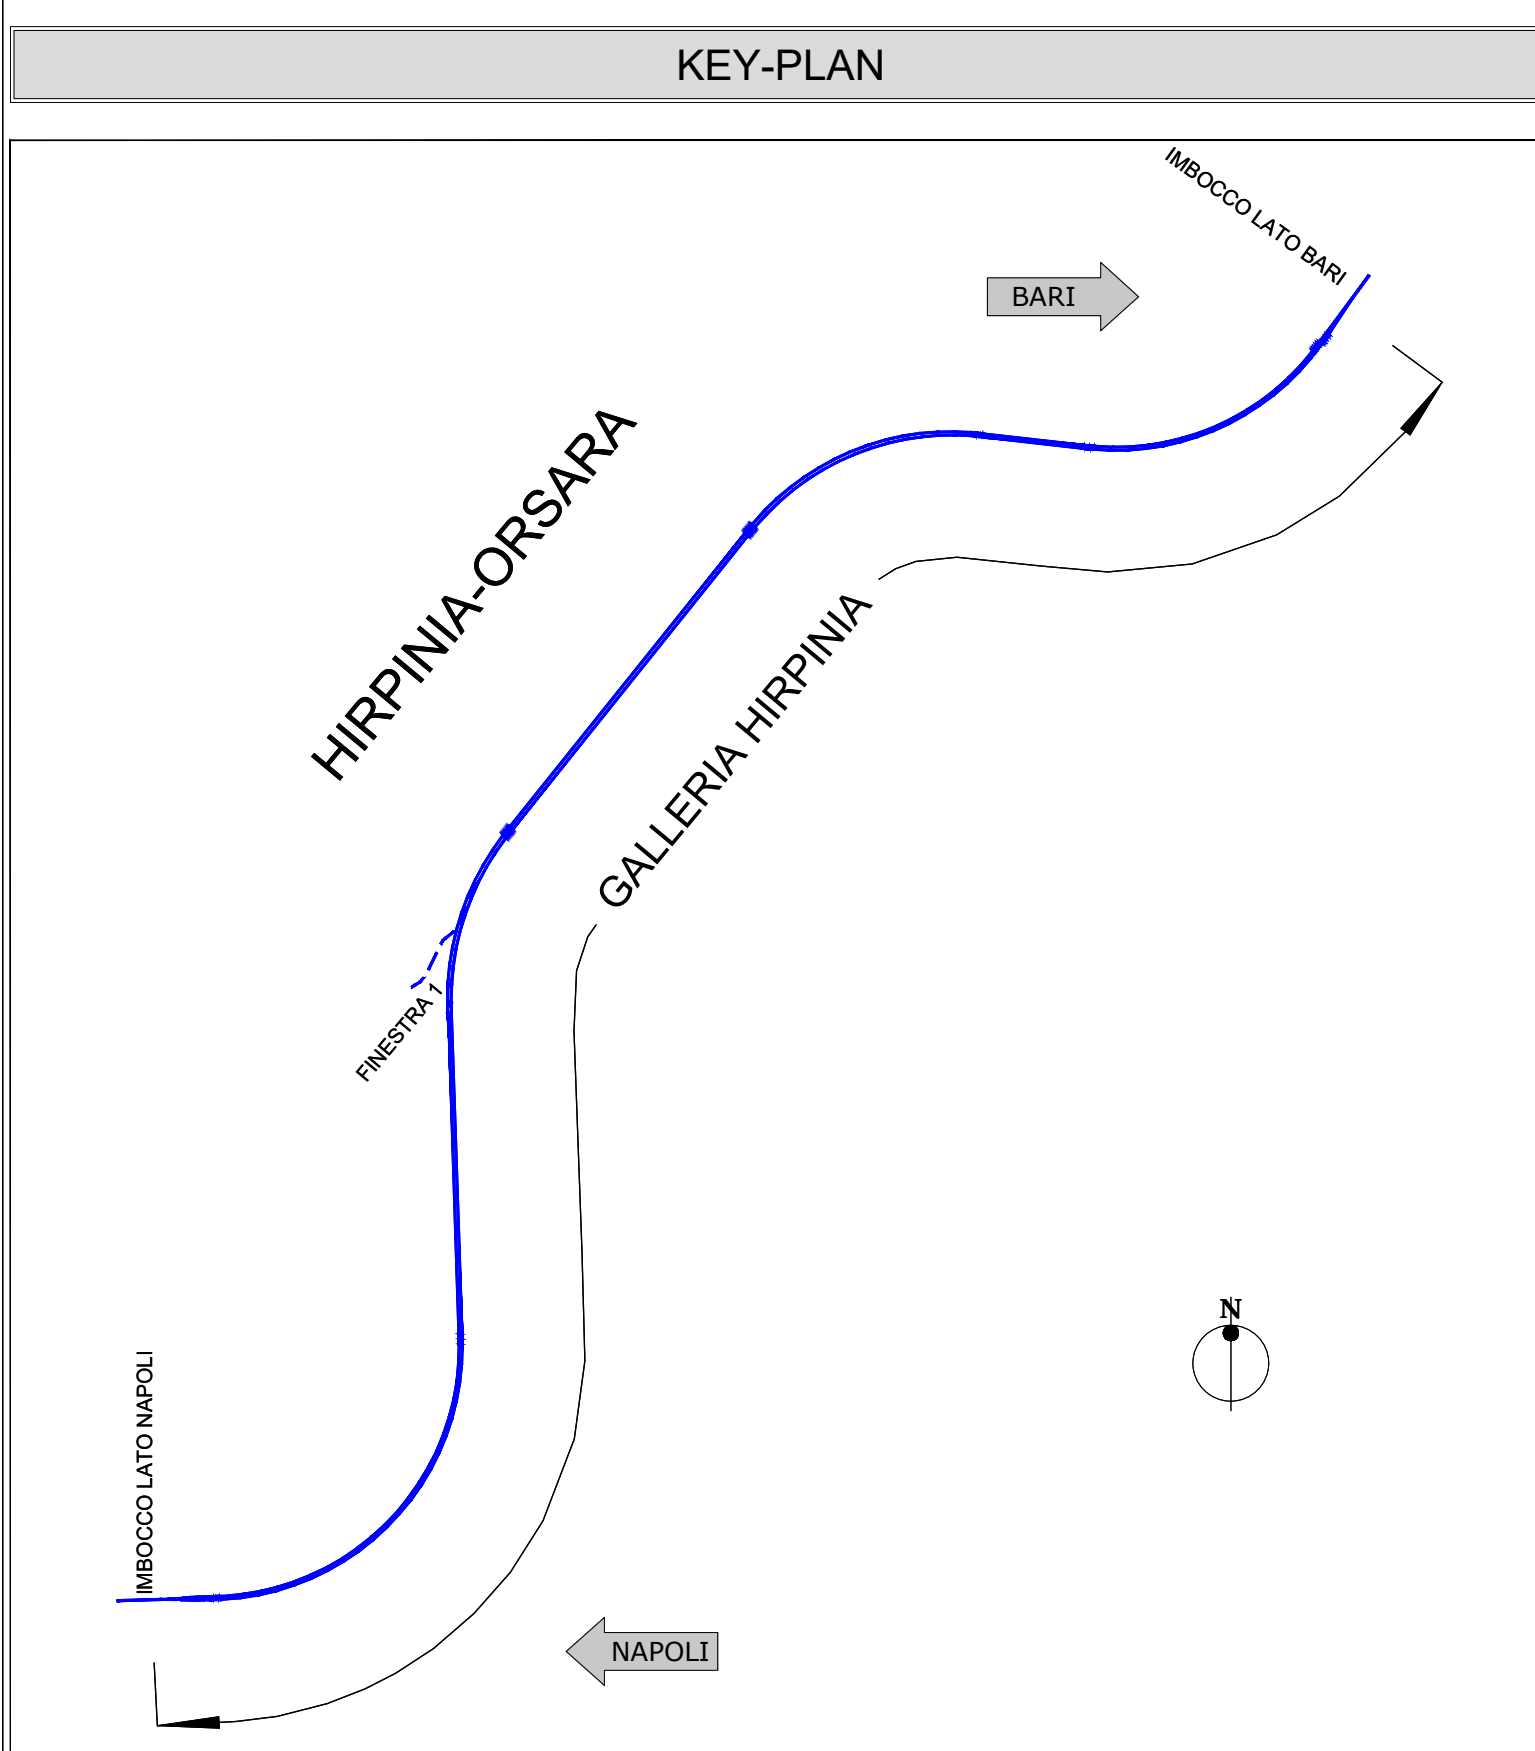 KEY-PLAN
IMBOCCO LATO BARI
BARI
HIRPINIA-ORSARA
GALLERIA HIRPINIA
FINESTRA 1
N
IMBOCCO LATO NAPOLI
NAPOLI